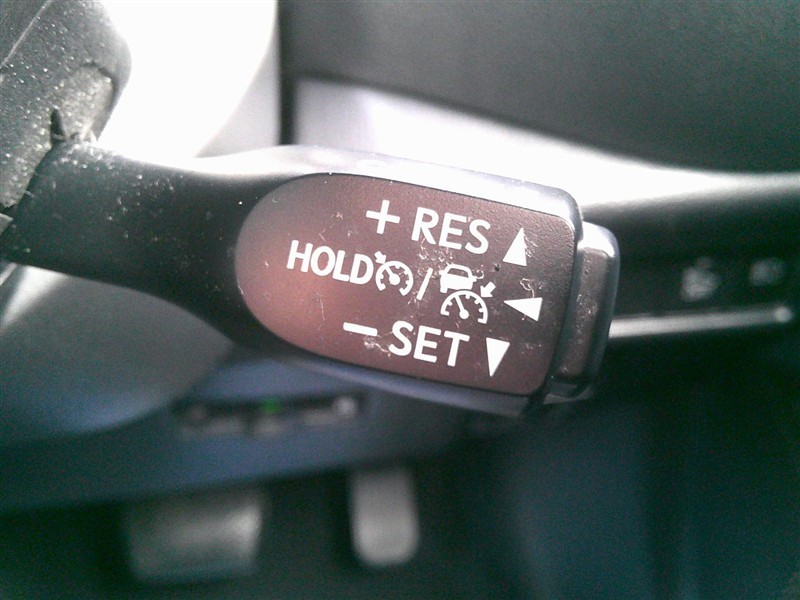 + RES
HOLD /
- SET